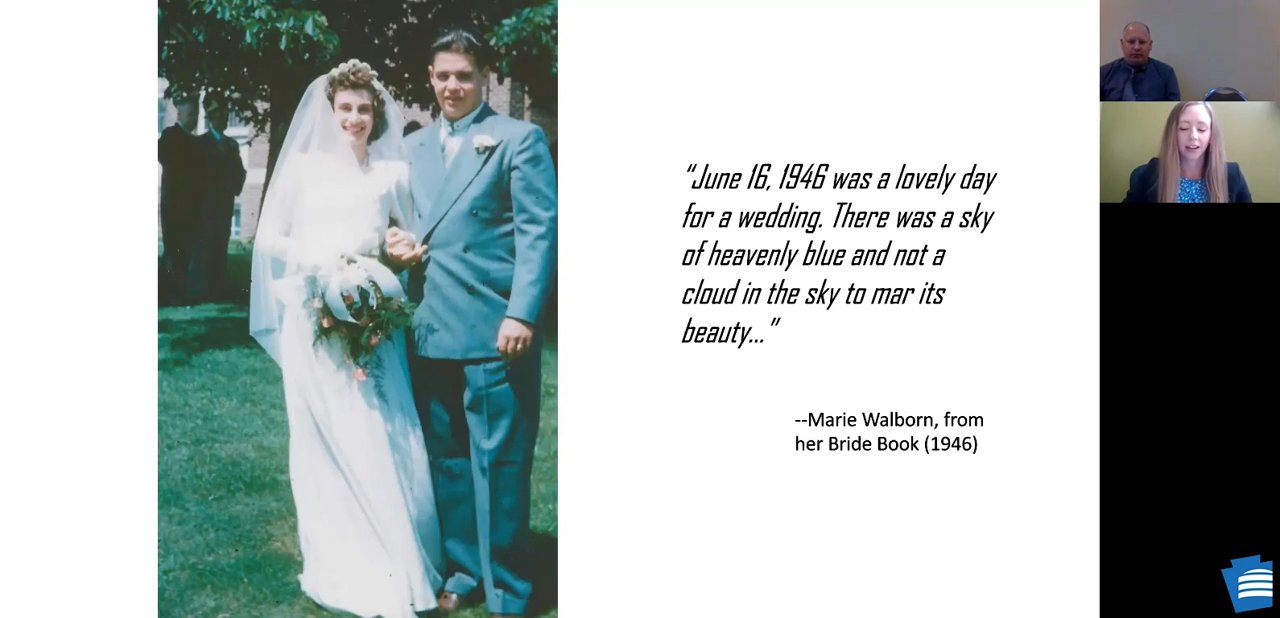 “June 16, 1946 was a lovely day
for a wedding. There was a sky
of heavenly blue and not a
cloud in the sky to mar its
beauty...”
--Marie Walborn, from
her Bride Book (1946)